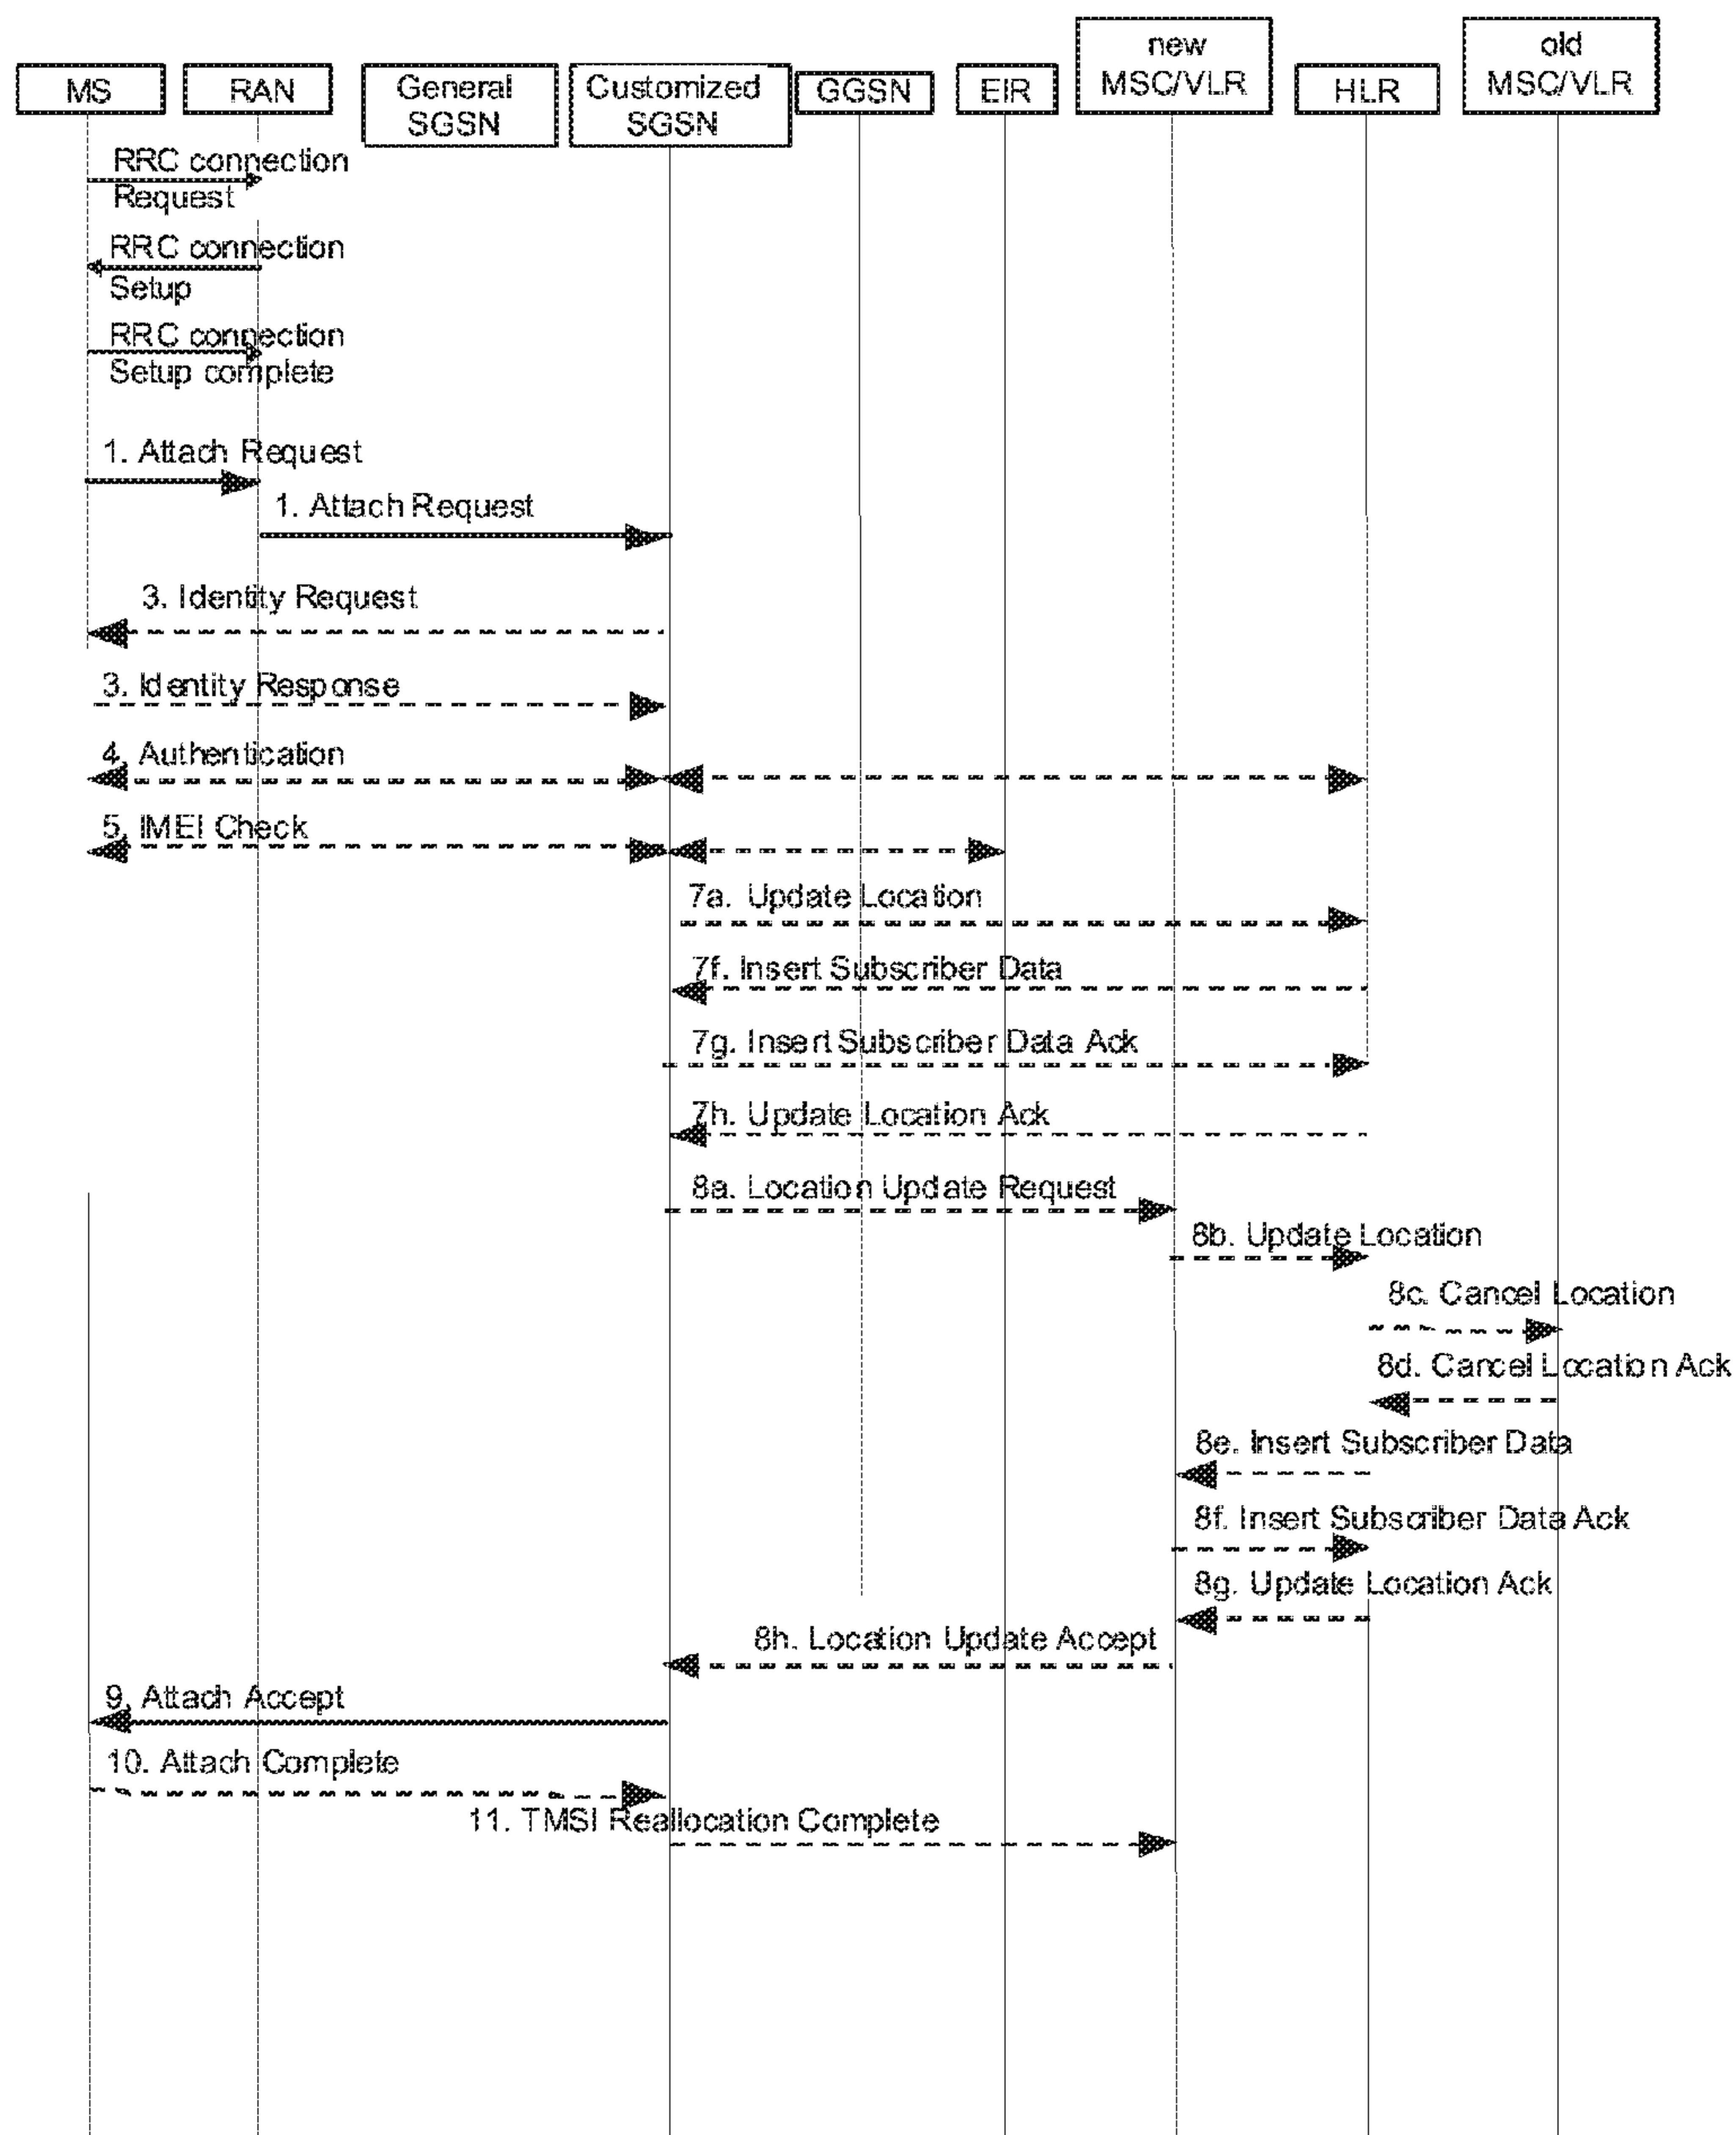 MS
RAN
General
SGSN
Customized
SGSN
GGSN
EIR
new
MSC/VLR
HLR
old
MSC/VLR
RRC connection
Request
RRC connection
Setup
RRC connection
Setup complete
1. Attach Request
1. Attach Request
3. Identity Request
3. Identity Response
4. Authentication
5. IMEI Check
7a. Update Location
7f. Insert Subscriber Data
7g. Insert Subscriber Data Ack
7h. Update Location Ack
8a. Location Update Request
8b. Update Location
8c. Cancel Location
8d. Cancel Location Ack
8e. Insert Subscriber Data
8f. Insert Subscriber Data Ack
8g. Update Location Ack
8h. Location Update Accept
9. Attach Accept
10. Attach Complete
11. TMSI Reallocation Complete